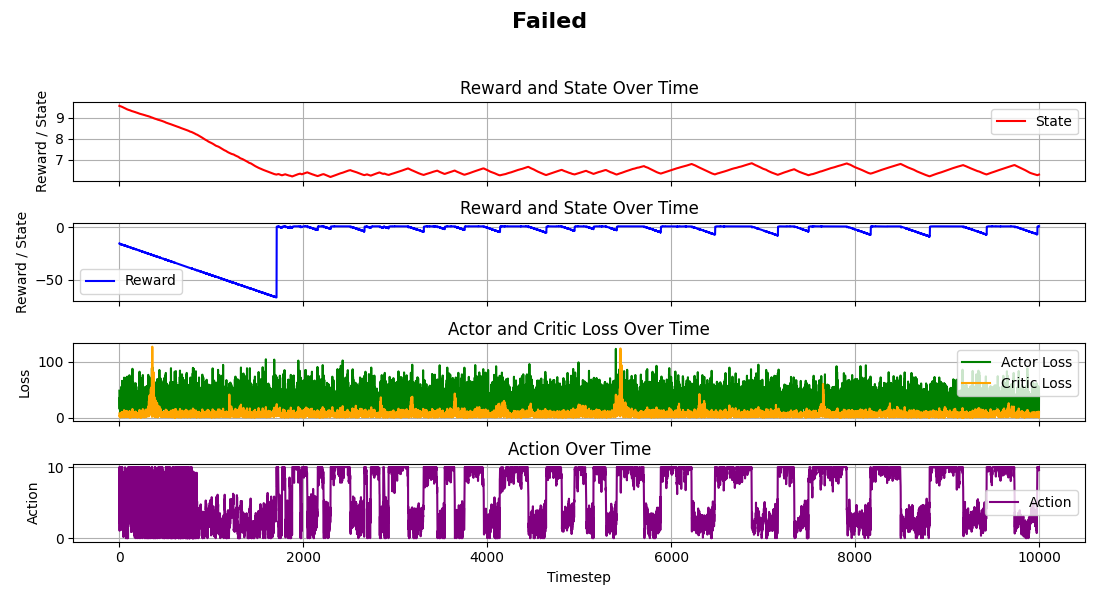 Failed
Reward and State Over Time
Reward / State
9
8
7
State
Reward and State Over Time
Reward / State
0
−50
Reward
Actor and Critic Loss Over Time
Loss
100
0
Actor Loss
Critic Loss
Action Over Time
Action
10
0
Action
0 2000 4000 6000 8000 10000
Timestep